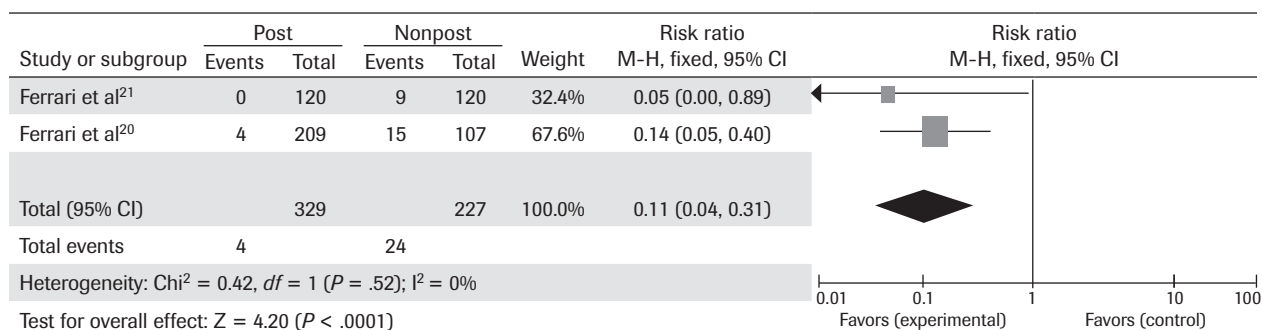 Post Nonpost Risk ratio Risk ratio
Study or subgroup Events Total Events Total Weight M-H, fixed, 95% CI M-H, fixed, 95% CI
Ferrari et al²¹ 0 120 9 120 32.4% 0.05 (0.00, 0.89)
Ferrari et al²⁰ 4 209 15 107 67.6% 0.14 (0.05, 0.40)
Total (95% CI) 329 227 100.0% 0.11 (0.04, 0.31)
Total events 4 24
Heterogeneity: Chi² = 0.42, df = 1 (P = .52); I² = 0%
0.01 0.1 1 10 100
Test for overall effect: Z = 4.20 (P < .0001) Favors (experimental) Favors (control)